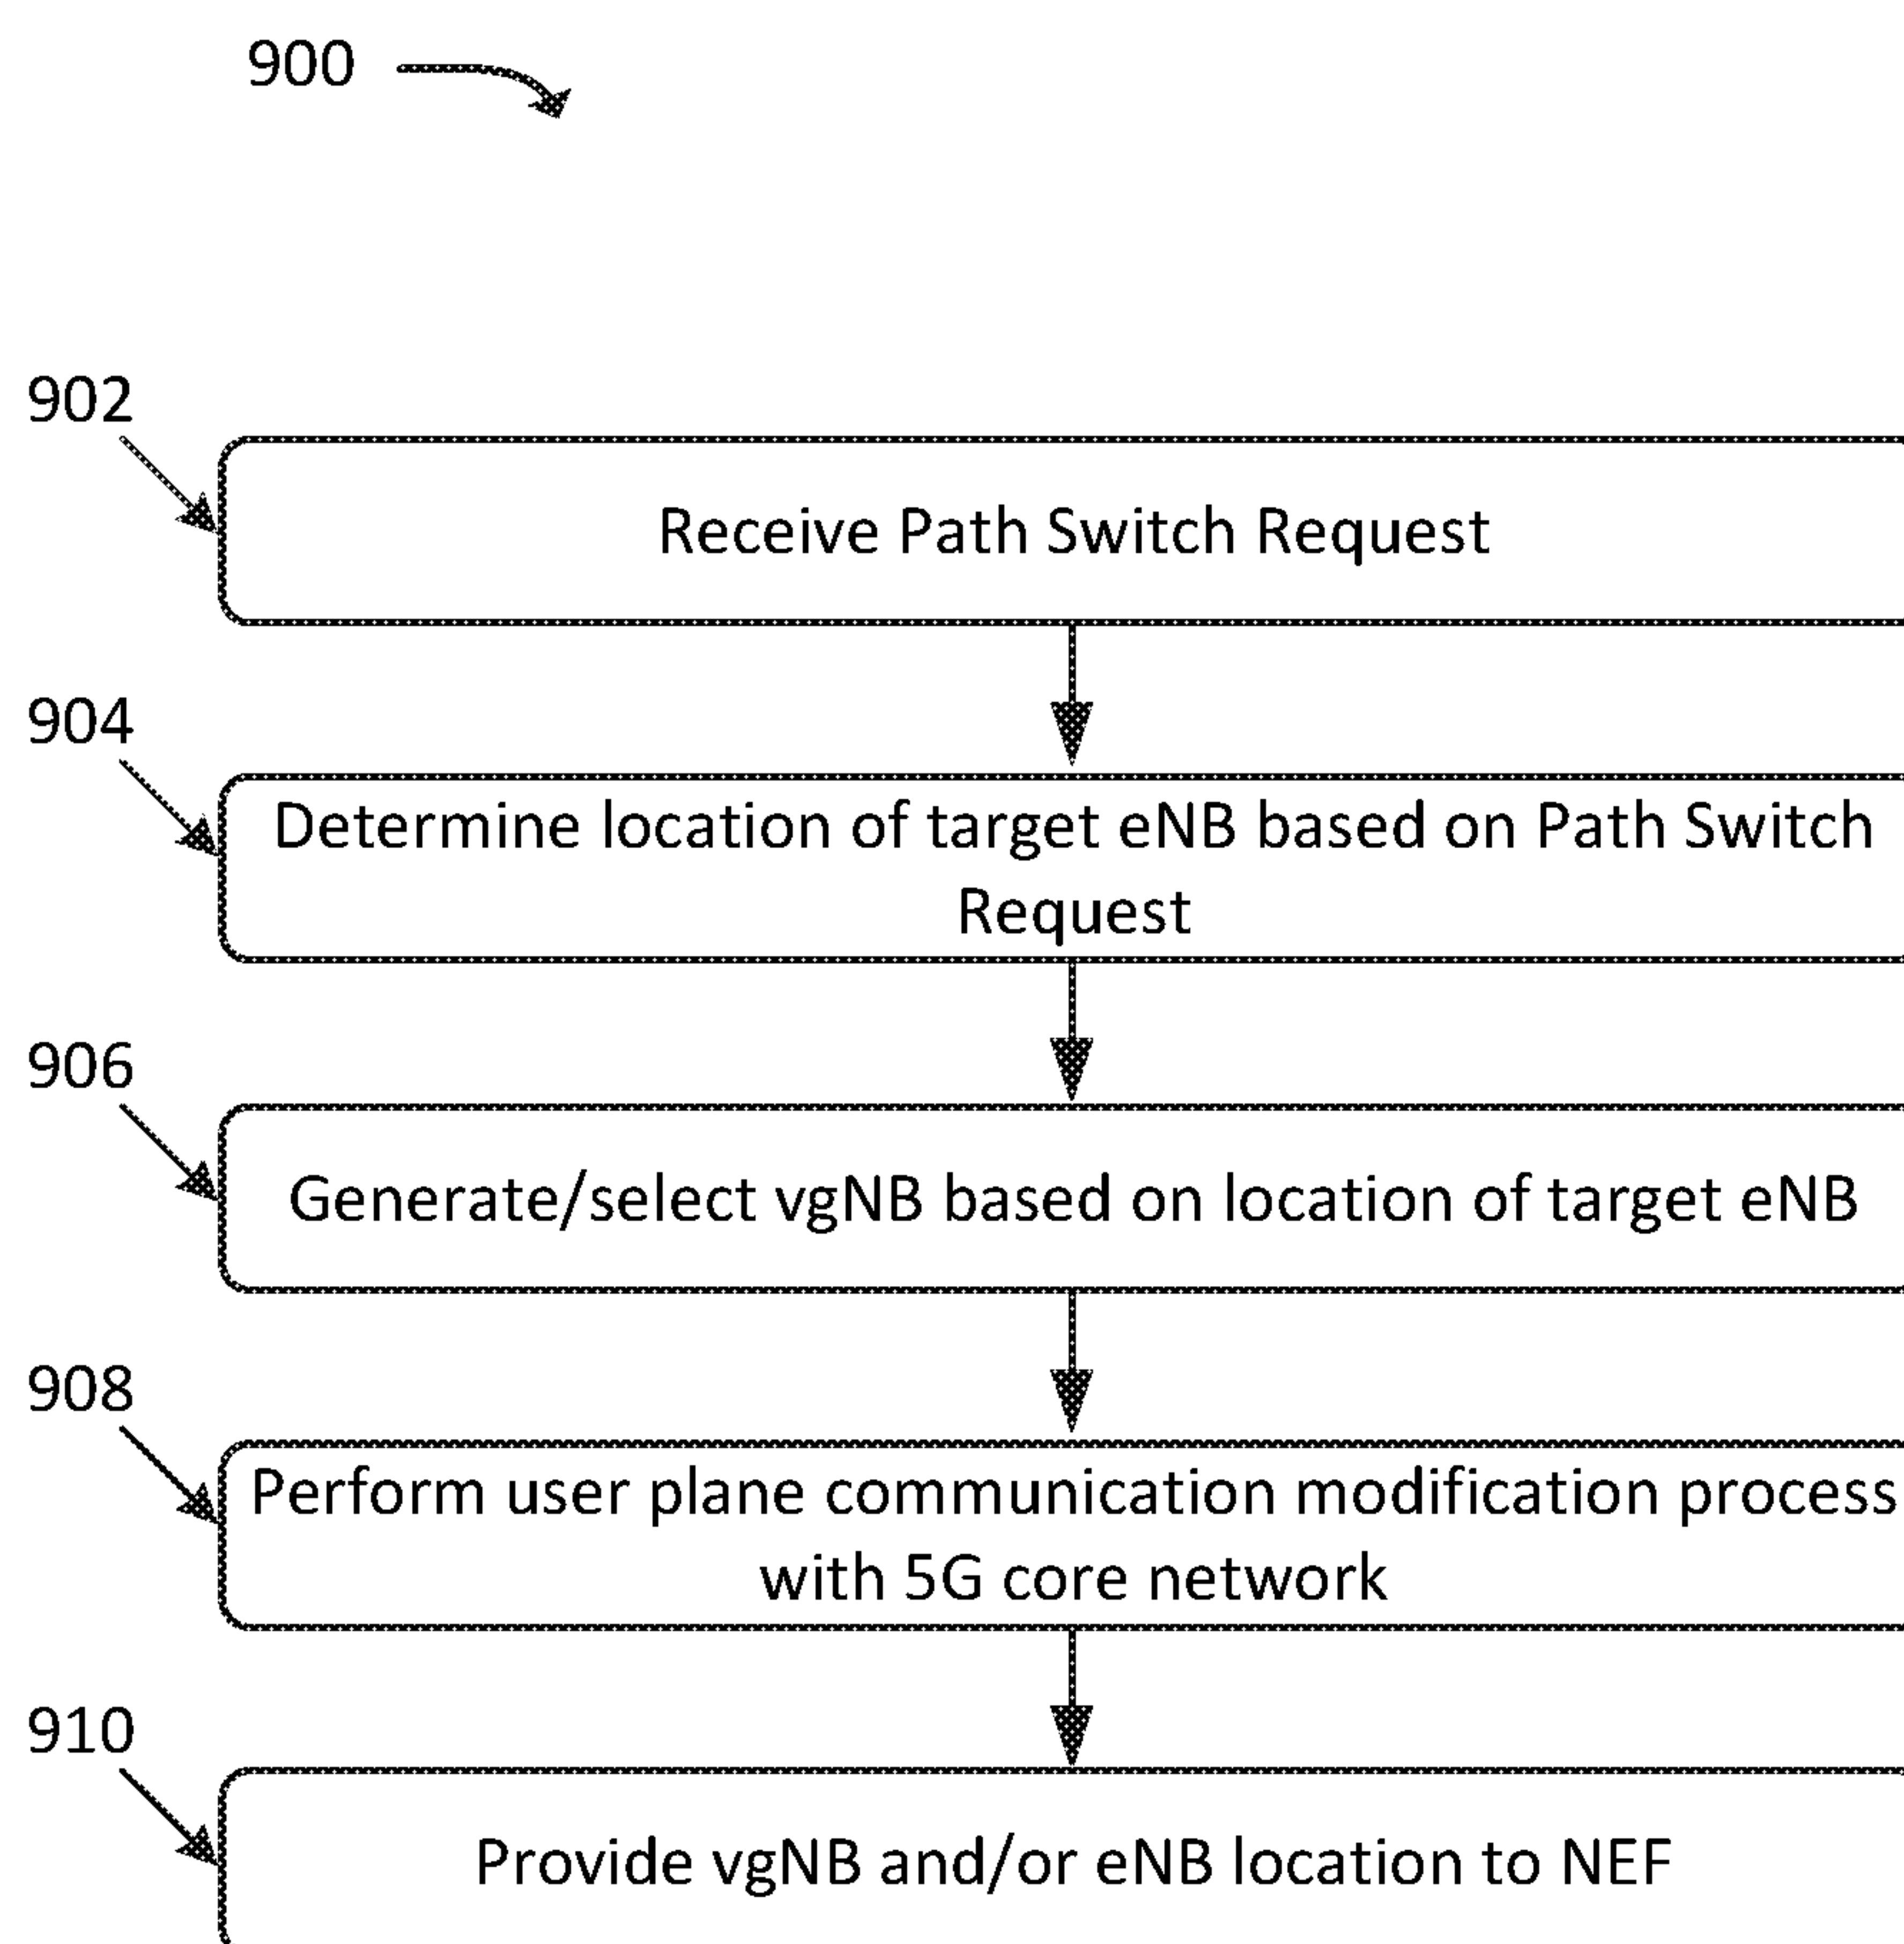 900
902
Receive Path Switch Request
904
Determine location of target eNB based on Path Switch
Request
906
Generate/select vgNB based on location of target eNB
908
Perform user plane communication modification process
with 5G core network
910
Provide vgNB and/or eNB location to NEF